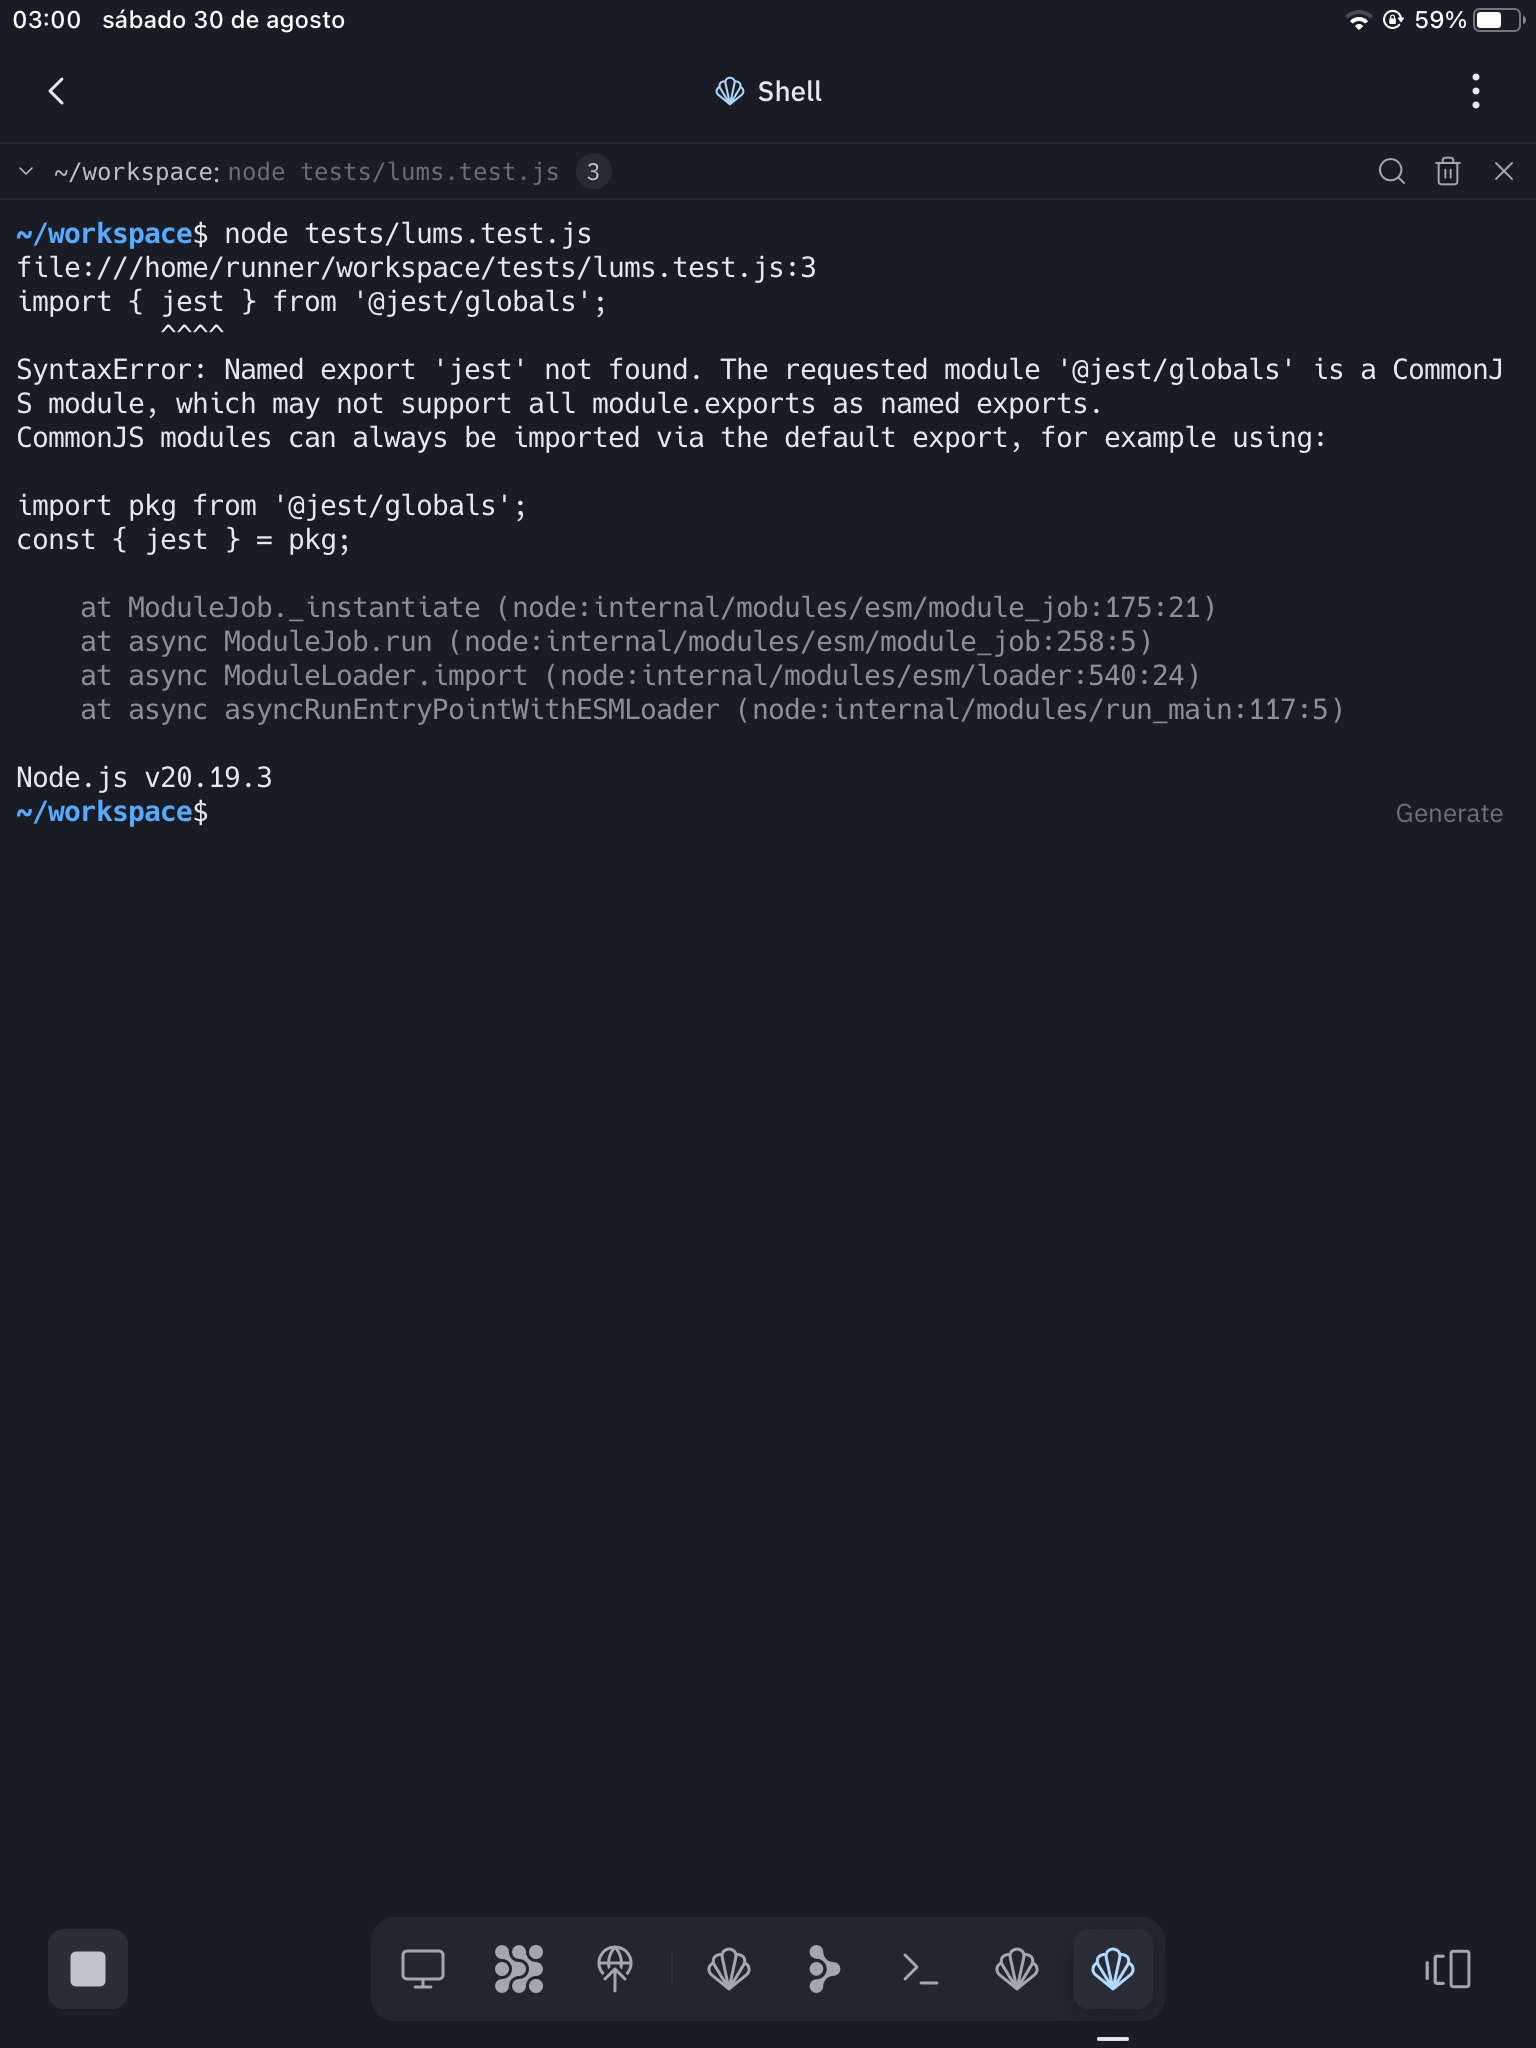 03:00 sábado 30 de agosto 59%
Shell
~/workspace: node tests/lums.test.js 3
~/workspace$ node tests/lums.test.js
file:///home/runner/workspace/tests/lums.test.js:3
import { jest } from '@jest/globals';
         ^^^^
SyntaxError: Named export 'jest' not found. The requested module '@jest/globals' is a CommonJ
S module, which may not support all module.exports as named exports.
CommonJS modules can always be imported via the default export, for example using:
import pkg from '@jest/globals';
const { jest } = pkg;
    at ModuleJob._instantiate (node:internal/modules/esm/module_job:175:21)
    at async ModuleJob.run (node:internal/modules/esm/module_job:258:5)
    at async ModuleLoader.import (node:internal/modules/esm/loader:540:24)
    at async asyncRunEntryPointWithESMLoader (node:internal/modules/run_main:117:5)
Node.js v20.19.3
~/workspace$ Generate